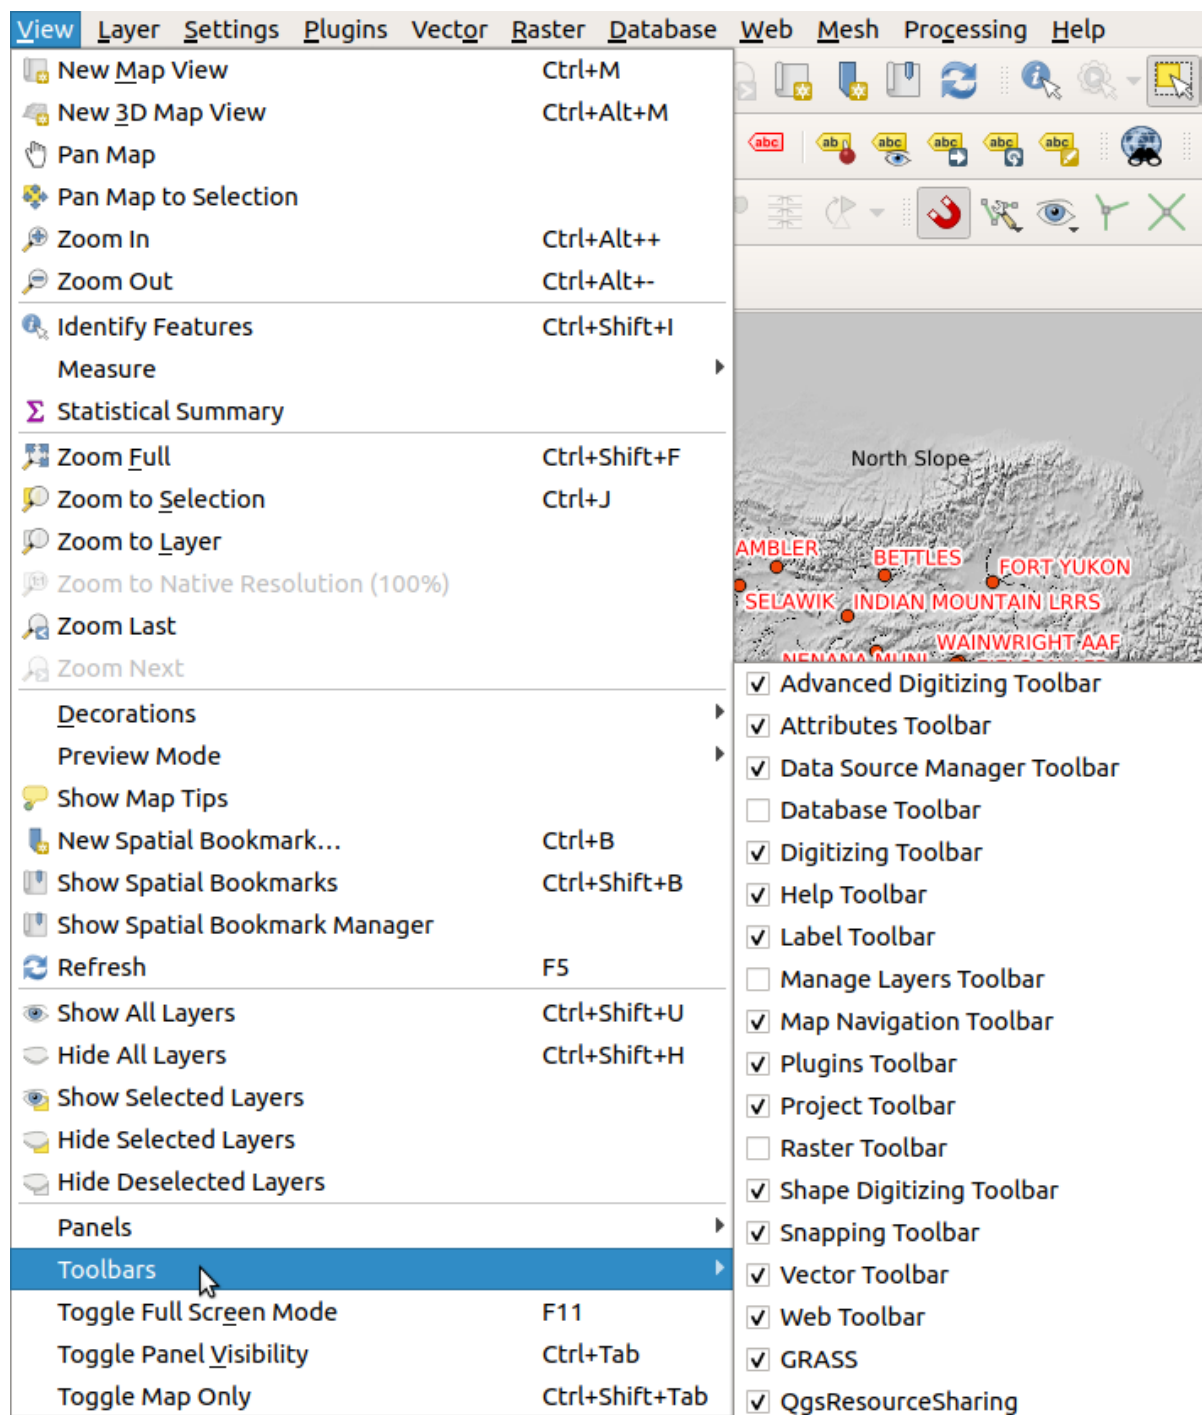 View Layer Settings Plugins Vector Raster Database Web Mesh Processing Help
New Map View Ctrl+M
New 3D Map View Ctrl+Alt+M
Pan Map
Pan Map to Selection
Zoom In Ctrl+Alt++
Zoom Out Ctrl+Alt+-
Identify Features Ctrl+Shift+I
Measure
Statistical Summary
Zoom Full Ctrl+Shift+F
Zoom to Selection Ctrl+J
Zoom to Layer
Zoom to Native Resolution (100%)
Zoom Last
Zoom Next
Decorations
Preview Mode
Show Map Tips
New Spatial Bookmark... Ctrl+B
Show Spatial Bookmarks Ctrl+Shift+B
Show Spatial Bookmark Manager
Refresh F5
Show All Layers Ctrl+Shift+U
Hide All Layers Ctrl+Shift+H
Show Selected Layers
Hide Selected Layers
Hide Deselected Layers
Panels
Toolbars
Toggle Full Screen Mode F11
Toggle Panel Visibility Ctrl+Tab
Toggle Map Only Ctrl+Shift+Tab
abc ab abc abc abc abc
North Slope
AMBLER
BETTLES
FORT YUKON
SELAWIK INDIAN MOUNTAIN LRRS
WAINWRIGHT AAF
NENANA MUNI
Advanced Digitizing Toolbar
Attributes Toolbar
Data Source Manager Toolbar
Database Toolbar
Digitizing Toolbar
Help Toolbar
Label Toolbar
Manage Layers Toolbar
Map Navigation Toolbar
Plugins Toolbar
Project Toolbar
Raster Toolbar
Shape Digitizing Toolbar
Snapping Toolbar
Vector Toolbar
Web Toolbar
GRASS
QgsResourceSharing